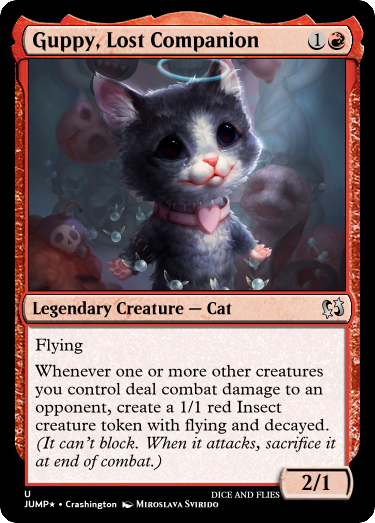 Guppy, Lost Companion 1
Legendary Creature — Cat
Flying
Whenever one or more other creatures
you control deal combat damage to an
opponent, create a 1/1 red Insect
creature token with flying and decayed.
(It can't block. When it attacks, sacrifice it
at end of combat.)
2/1
U DICE AND FLIES
JUMP★ • Crashington Miroslava Svirido